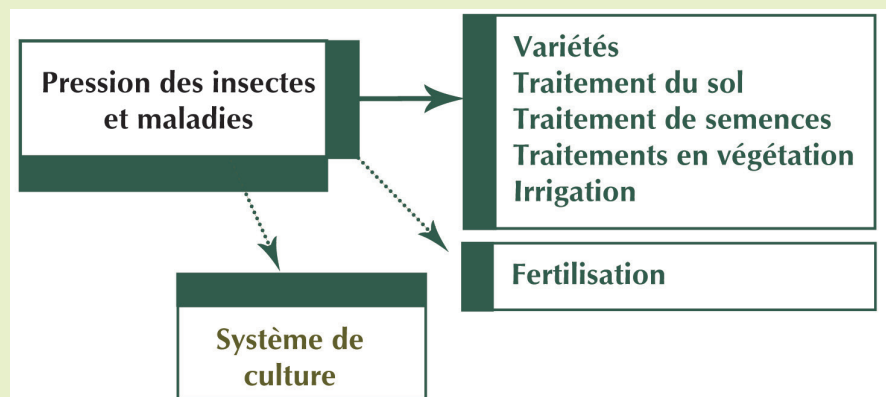 Pression des insectes
et maladies
Variétés
Traitement du sol
Traitement de semences
Traitements en végétation
Irrigation
Fertilisation
Système de
culture